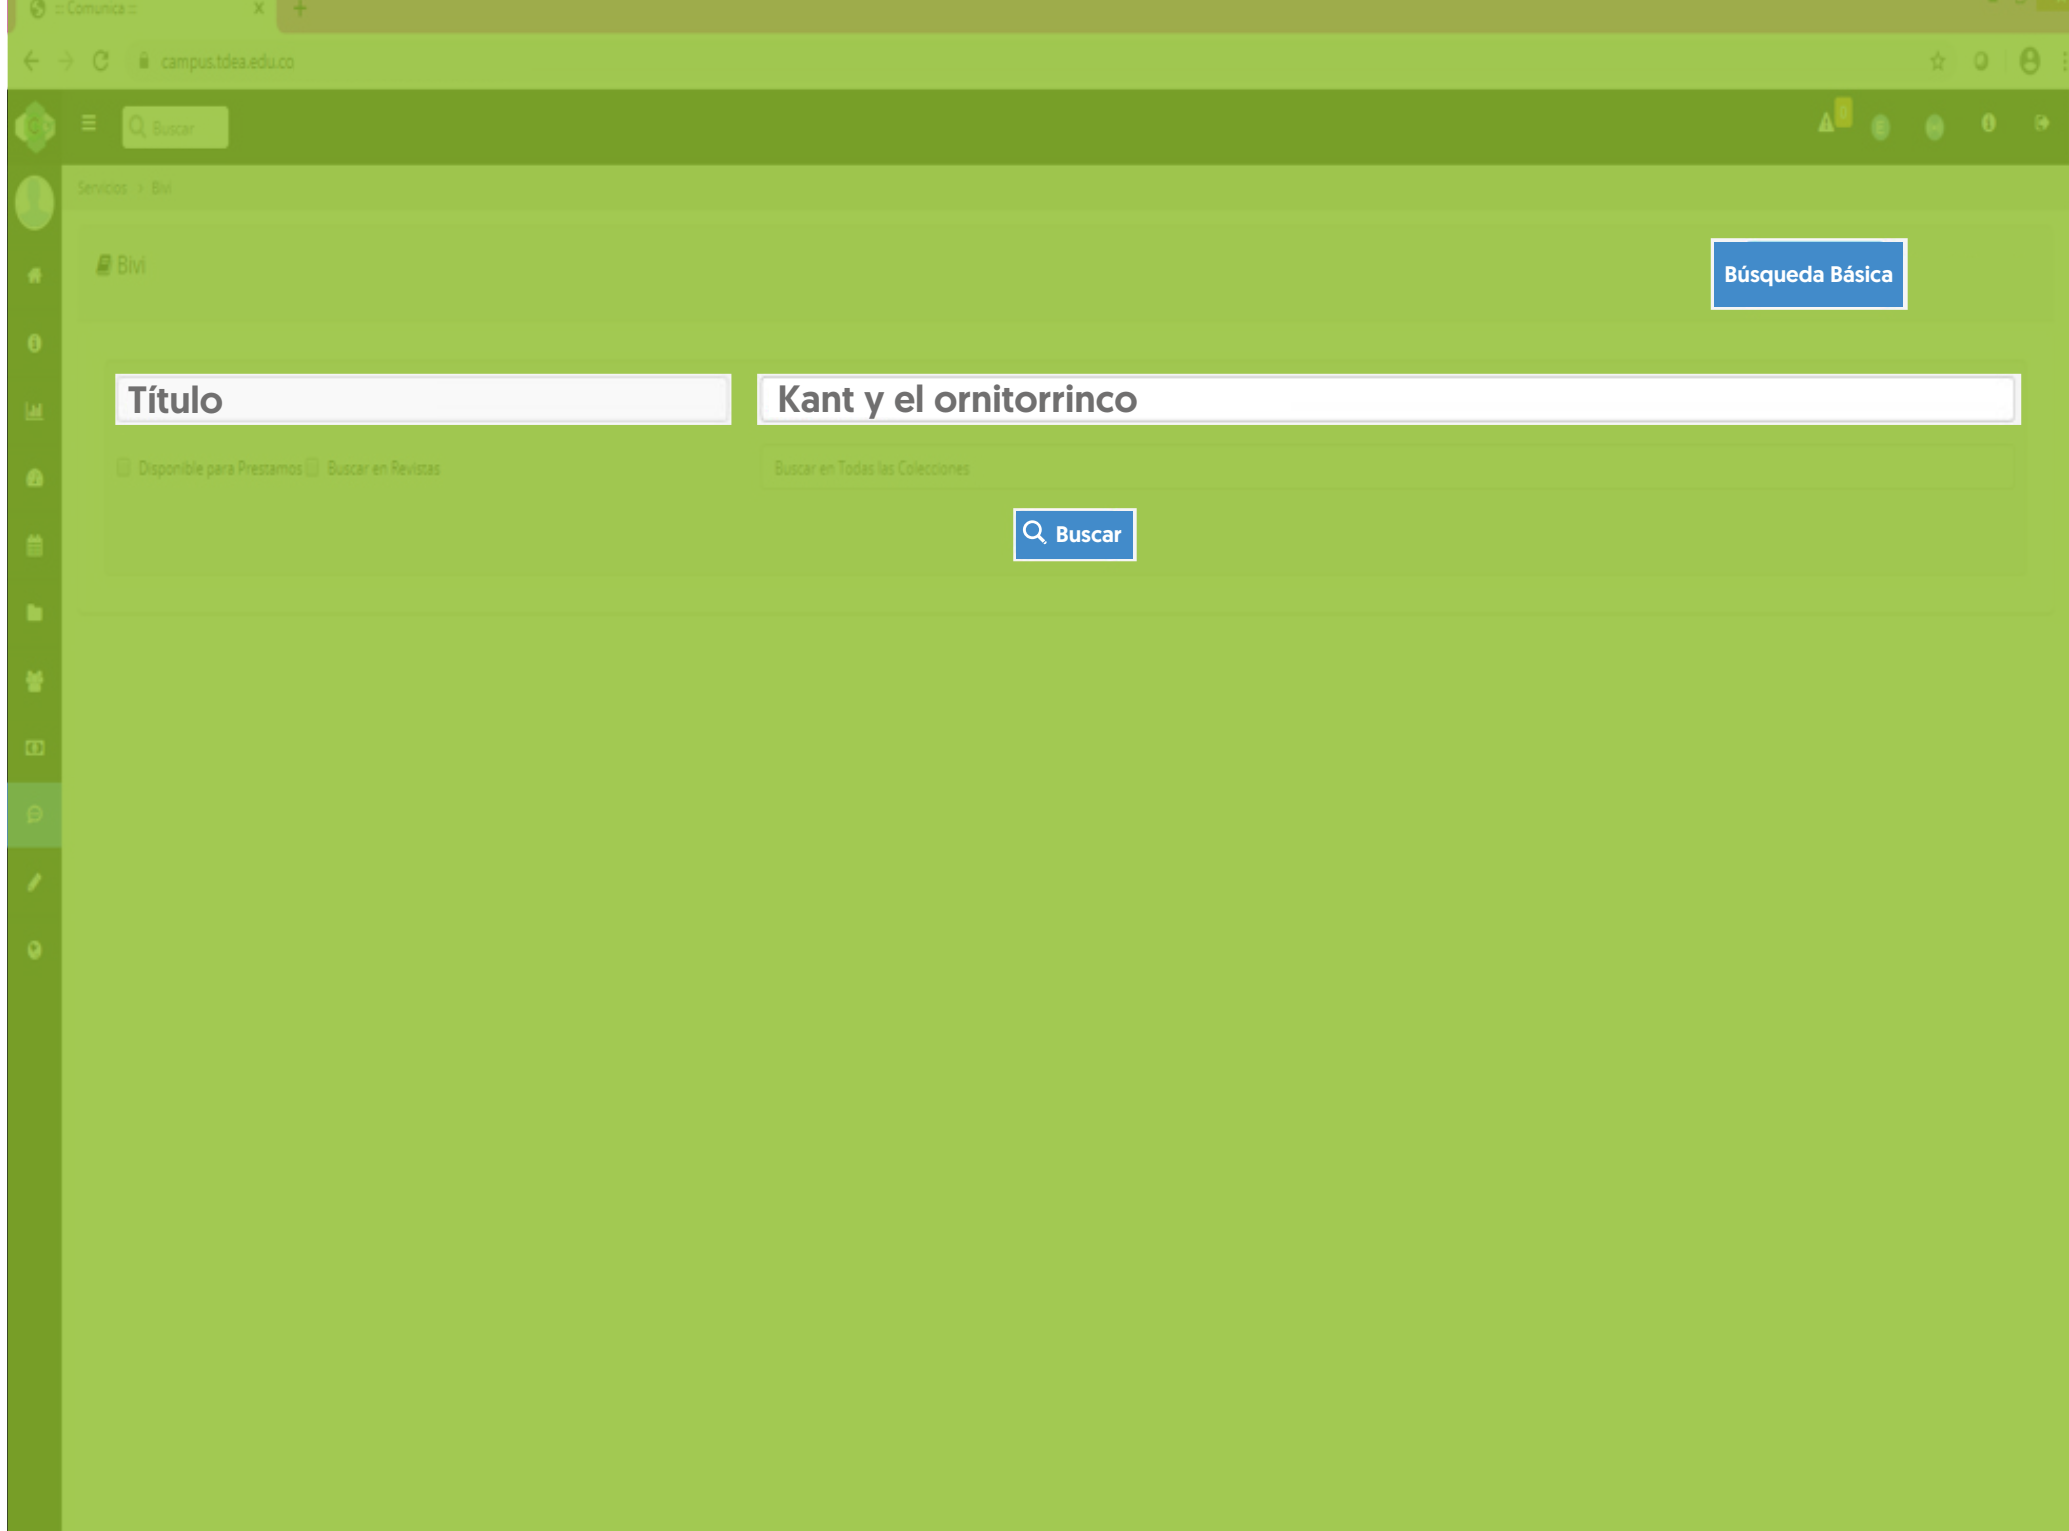 ::: Comunica :::
campus.tdea.edu.co
Buscar
Servicios > Bivi
Bivi
Búsqueda Básica
Título
Kant y el ornitorrinco
Disponible para Prestamos Buscar en Revistas
Buscar en Todas las Colecciones
Buscar